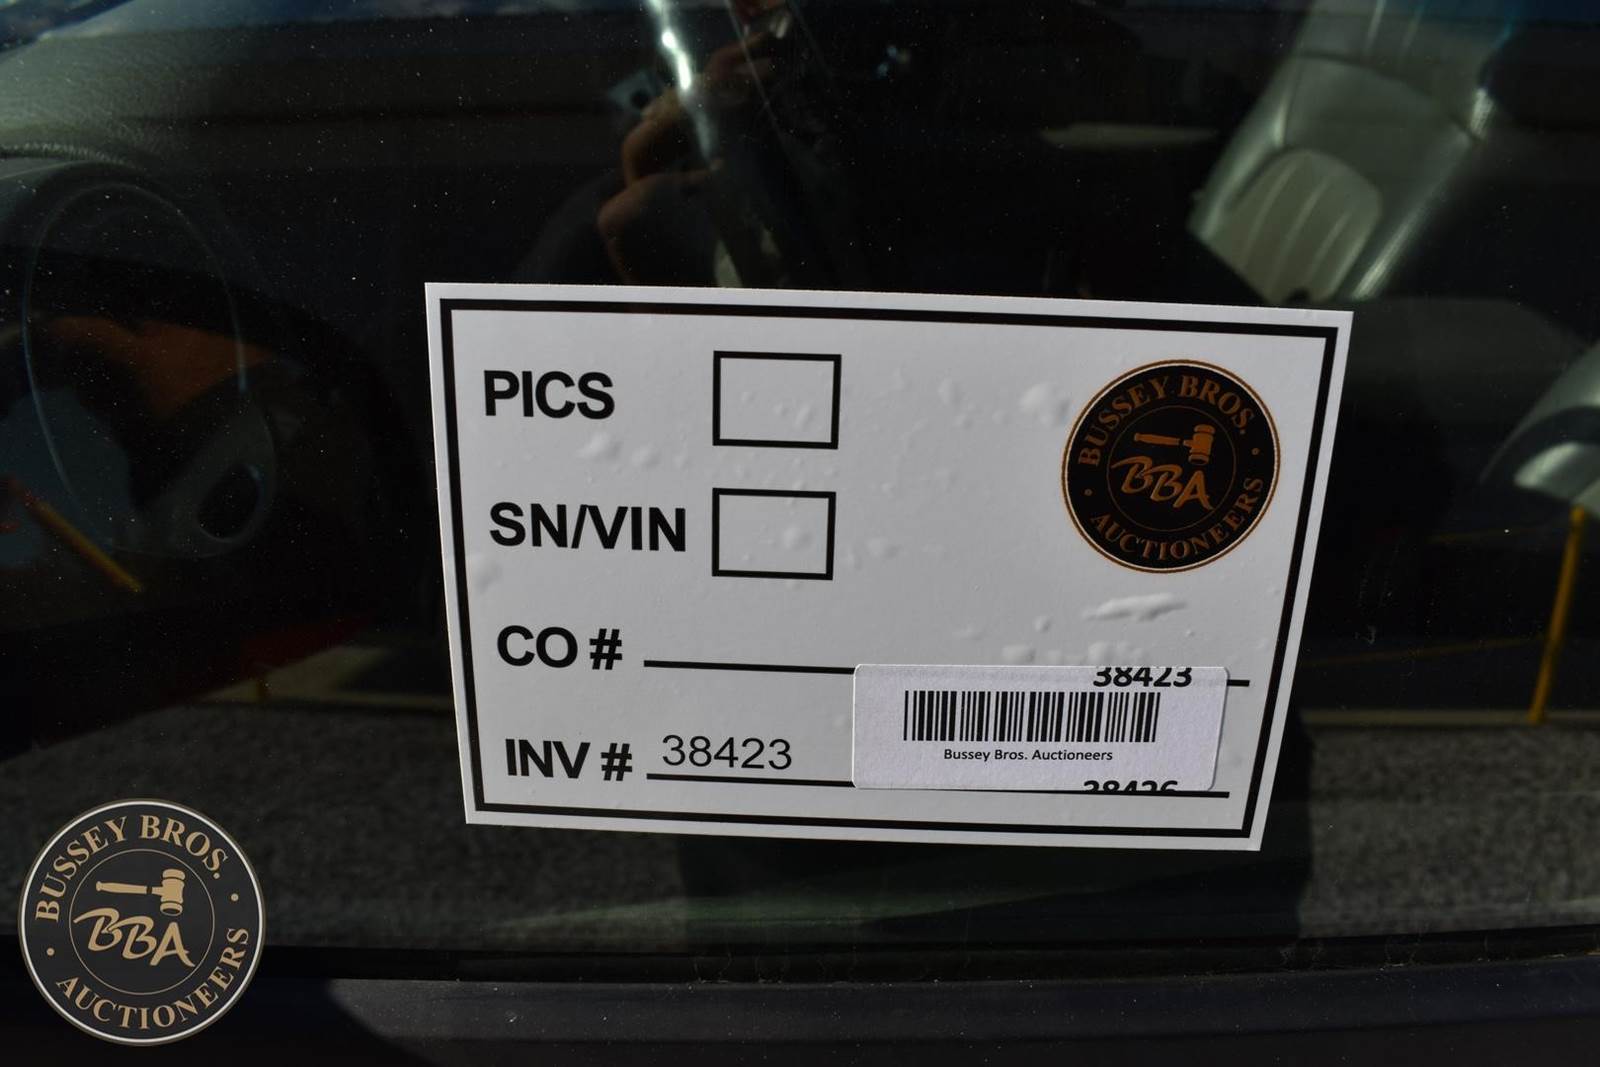 PICS
SN/VIN
CO #
INV # 38423
BUSSEY BROS.
BBA
AUCTIONEERS
38423
Bussey Bros. Auctioneers
BUSSEY BROS.
BBA
AUCTIONEERS